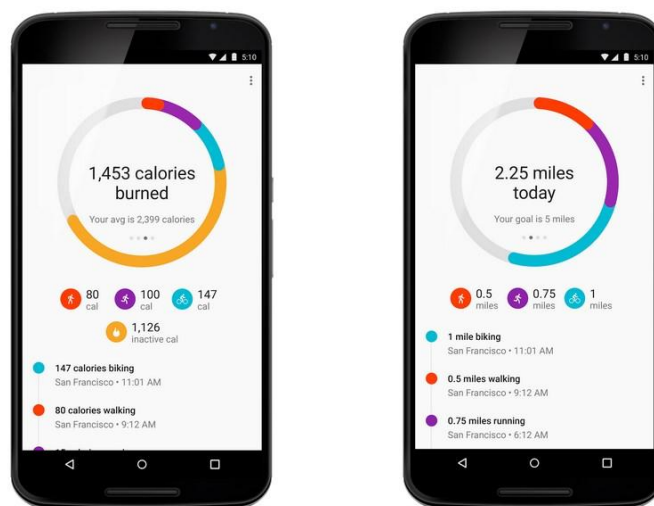 5:10
1,453 calories
burned
Your avg is 2,399 calories
80
cal
100
cal
147
cal
1,126
inactive cal
147 calories biking
San Francisco • 11:01 AM
80 calories walking
San Francisco • 9:12 AM
5:10
2.25 miles
today
Your goal is 5 miles
0.5
miles
0.75
miles
1
miles
1 mile biking
San Francisco • 11:01 AM
0.5 miles walking
San Francisco • 9:12 AM
0.75 miles running
San Francisco • 6:12 AM